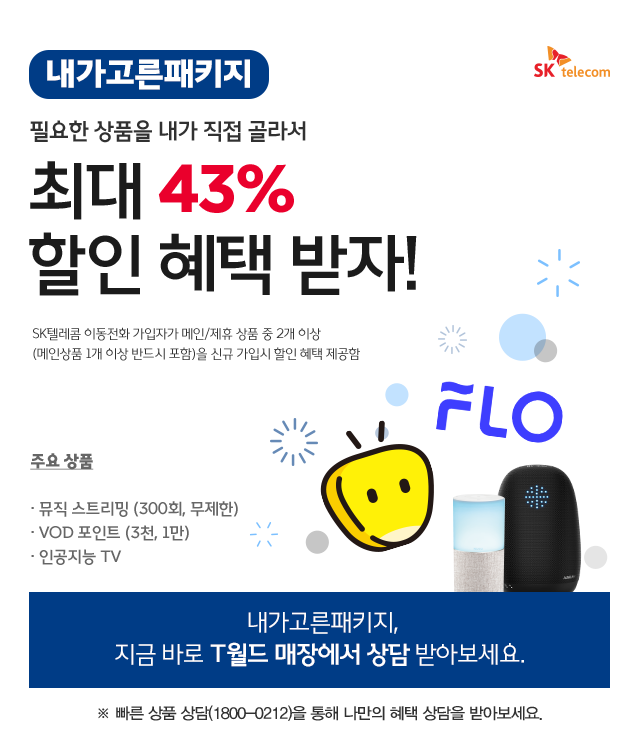 내가고른패키지
SK telecom
필요한 상품을 내가 직접 골라서
최대 43%
할인 혜택 받자!
SK텔레콤 이동전화 가입자가 메인/제휴 상품 중 2개 이상
(메인상품 1개 이상 반드시 포함)을 신규 가입시 할인 혜택 제공함
FLO
주요 상품
· 뮤직 스트리밍 (300회, 무제한)
· VOD 포인트 (3천, 1만)
· 인공지능 TV
내가고른패키지,
지금 바로 T월드 매장에서 상담 받아보세요.
※ 빠른 상품 상담(1800-0212)을 통해 나만의 혜택 상담을 받아보세요.